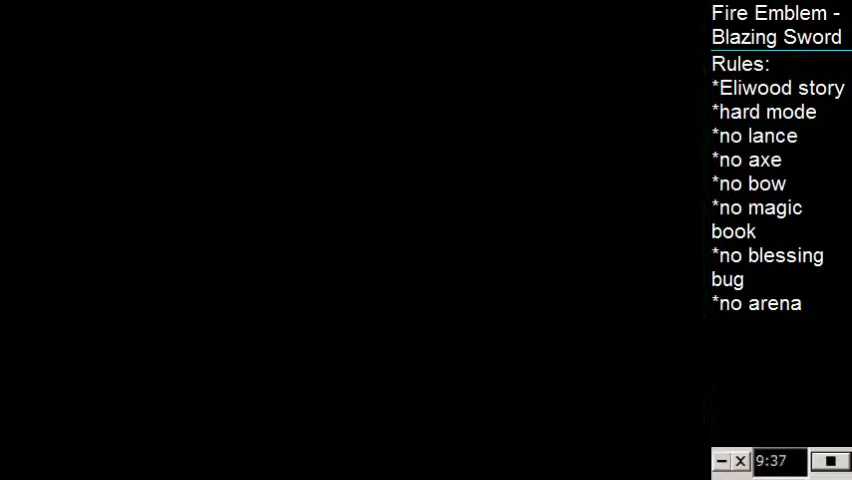 Fire Emblem -
Blazing Sword
Rules:
*Eliwood story
*hard mode
*no lance
*no axe
*no bow
*no magic
book
*no blessing
bug
*no arena
9:37